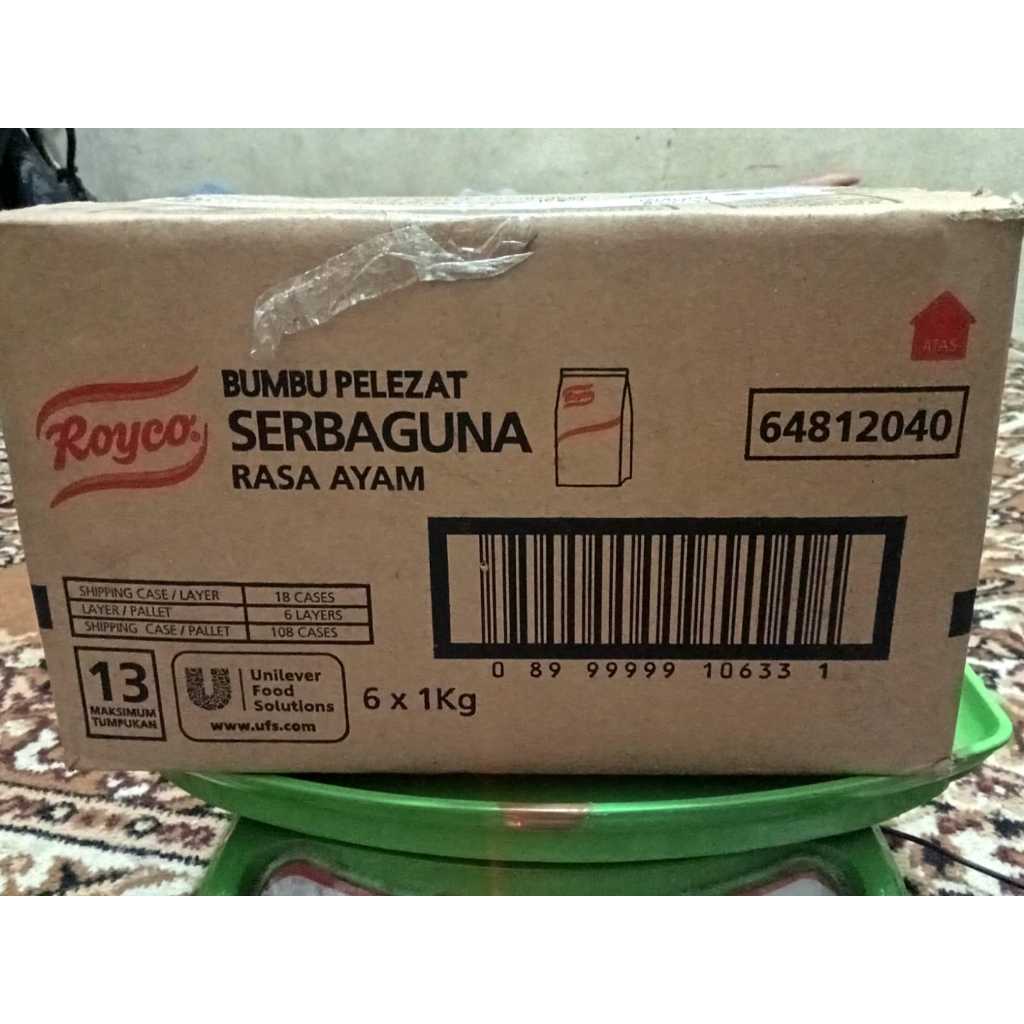 ATAS
Royco
BUMBU PELEZAT
SERBAGUNA
RASA AYAM
Royco
64812040
SHIPPING CASE / LAYER 18 CASES
LAYER / PALLET 6 LAYERS
SHIPPING CASE / PALLET 108 CASES
0 89 99999 10633 1
13
MAKSIMUM
TUMPUKAN
Unilever
Food
Solutions
www.ufs.com
6 x 1Kg